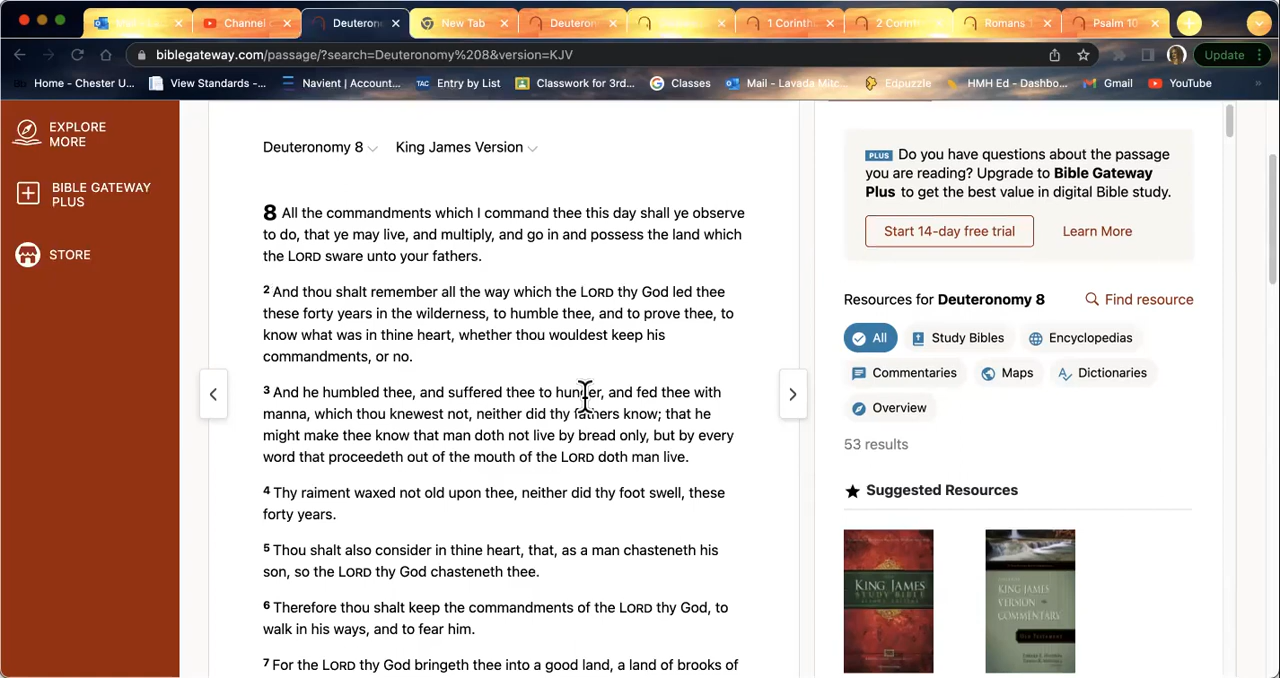 Channel
Deuteron
New Tab
Deuteron
1 Corinth
2 Corint
Romans 1
Psalm 10
biblegateway.com/passage/?search=Deuteronomy%208&version=KJV
Update
Home - Chester U...
View Standards -...
Navient | Account...
TAC Entry by List
Classwork for 3rd...
Classes
Mail - Lavada Mitc...
Edpuzzle
HMH Ed - Dashbo...
Gmail
YouTube
»
EXPLORE
MORE
BIBLE GATEWAY
PLUS
STORE
Deuteronomy 8
King James Version
8 All the commandments which I command thee this day shall ye observe
to do, that ye may live, and multiply, and go in and possess the land which
the LORD sware unto your fathers.
2 And thou shalt remember all the way which the LORD thy God led thee
these forty years in the wilderness, to humble thee, and to prove thee, to
know what was in thine heart, whether thou wouldest keep his
commandments, or no.
3 And he humbled thee, and suffered thee to hunger, and fed thee with
manna, which thou knewest not, neither did thy fathers know; that he
might make thee know that man doth not live by bread only, but by every
word that proceedeth out of the mouth of the LORD doth man live.
4 Thy raiment waxed not old upon thee, neither did thy foot swell, these
forty years.
5 Thou shalt also consider in thine heart, that, as a man chasteneth his
son, so the LORD thy God chasteneth thee.
6 Therefore thou shalt keep the commandments of the LORD thy God, to
walk in his ways, and to fear him.
7 For the LORD thy God bringeth thee into a good land, a land of brooks of
PLUS Do you have questions about the passage
you are reading? Upgrade to Bible Gateway
Plus to get the best value in digital Bible study.
Start 14-day free trial
Learn More
Resources for Deuteronomy 8
Find resource
All
Study Bibles
Encyclopedias
Commentaries
Maps
Dictionaries
Overview
53 results
Suggested Resources
KING JAMES
STUDY BIBLE
KING JAMES
VERSION
COMMENTARY